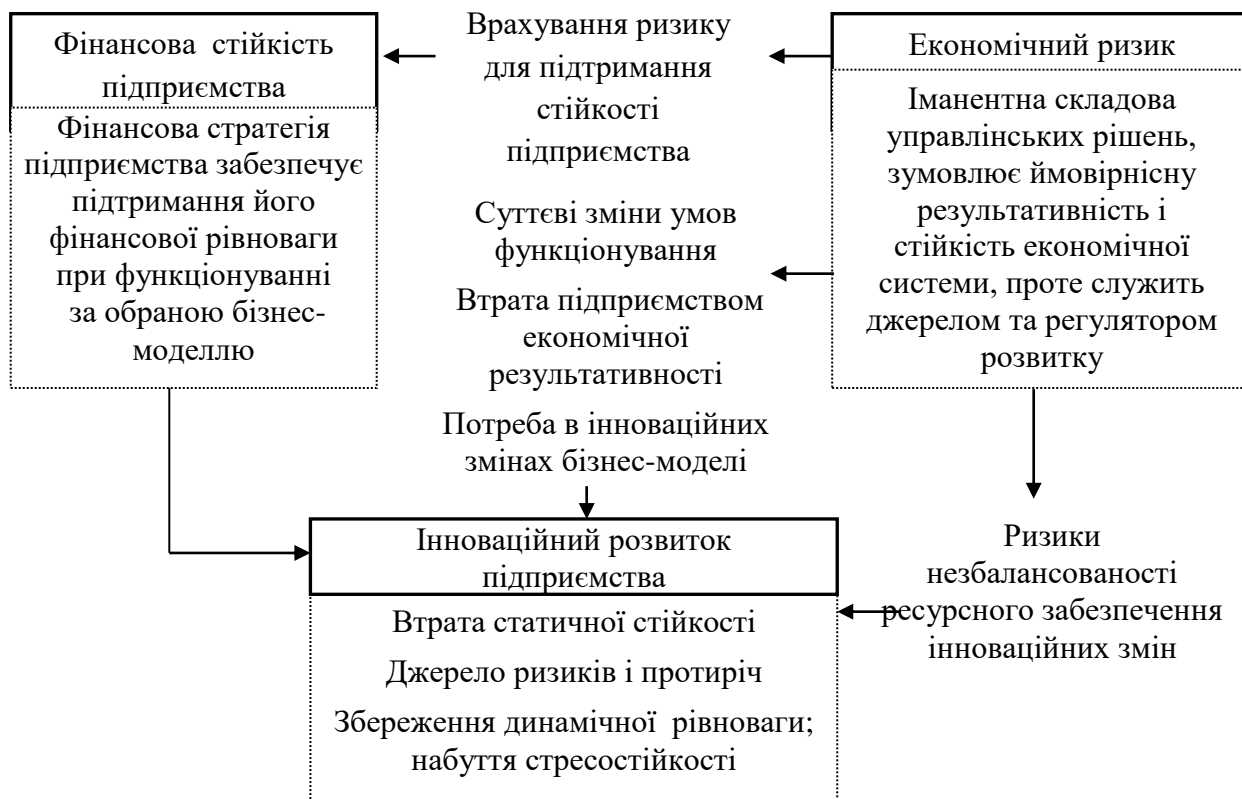 Фінансова стійкість
підприємства
Фінансова стратегія
підприємства забезпечує
підтримання його
фінансової рівноваги
при функціонуванні
за обраною бізнес-
моделлю
Врахування ризику
для підтримання
стійкості
підприємства
Суттєві зміни умов
функціонування
Втрата підприємством
економічної
результативності
Потреба в інноваційних
змінах бізнес-моделі
Економічний ризик
Іманентна складова
управлінських рішень,
зумовлює ймовірнісну
результативність і
стійкість економічної
системи, проте служить
джерелом та регулятором
розвитку
Інноваційний розвиток
підприємства
Втрата статичної стійкості
Джерело ризиків і протиріч
Збереження динамічної рівноваги;
набуття стресостійкості
Ризики
незбалансованості
ресурсного забезпечення
інноваційних змін